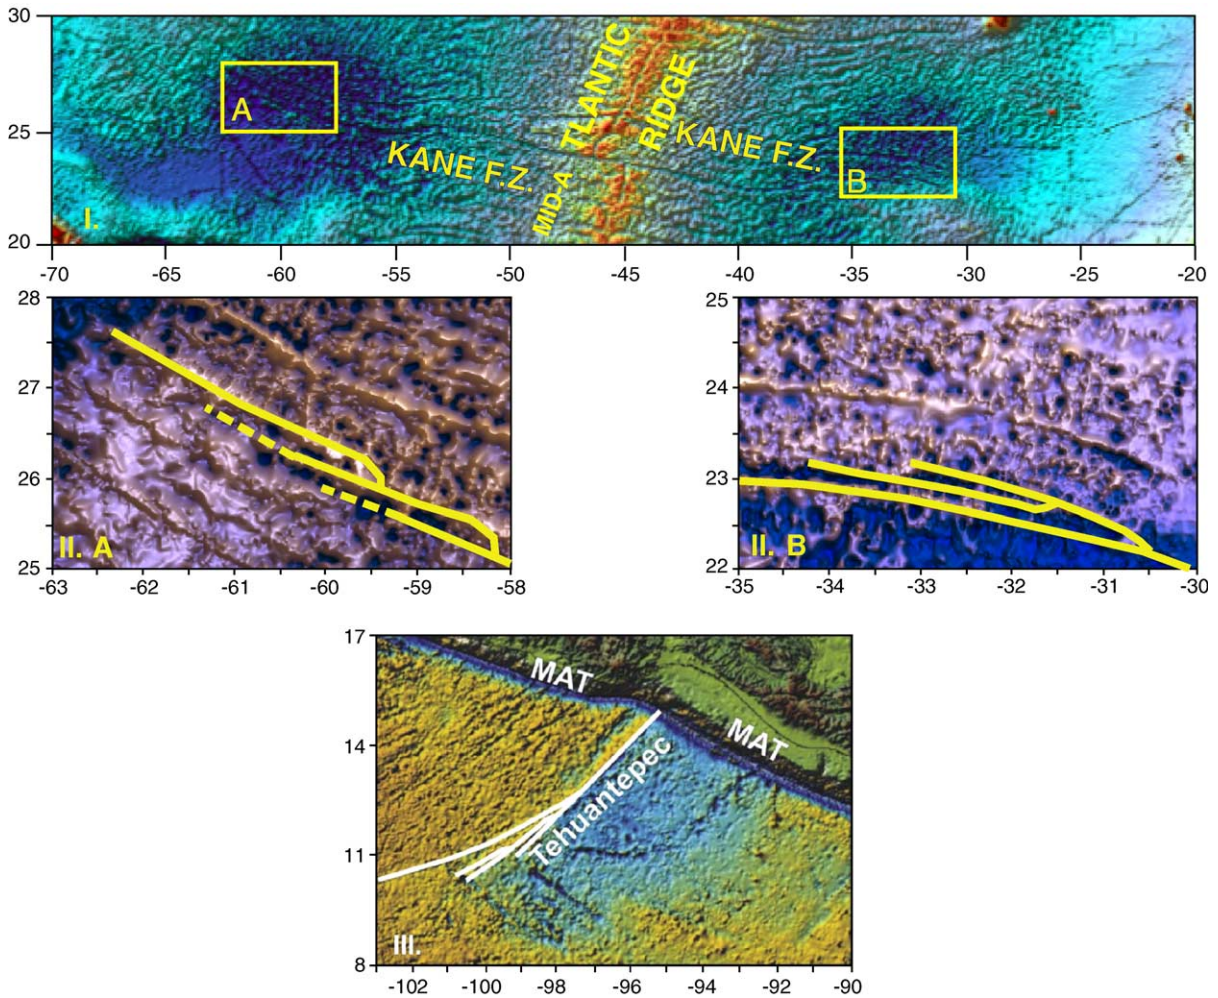 30
25
20
MID-A
TLANTIC
RIDGE
A
KANE F.Z.
KANE F.Z.
B
I.
-70 -65 -60 -55 -50 -45 -40 -35 -30 -25 -20
28
27
26
25
II. A
-63 -62 -61 -60 -59 -58
25
24
23
22
II. B
-35 -34 -33 -32 -31 -30
17
14
11
8
MAT
MAT
Tehuantepec
III.
-102 -100 -98 -96 -94 -92 -90